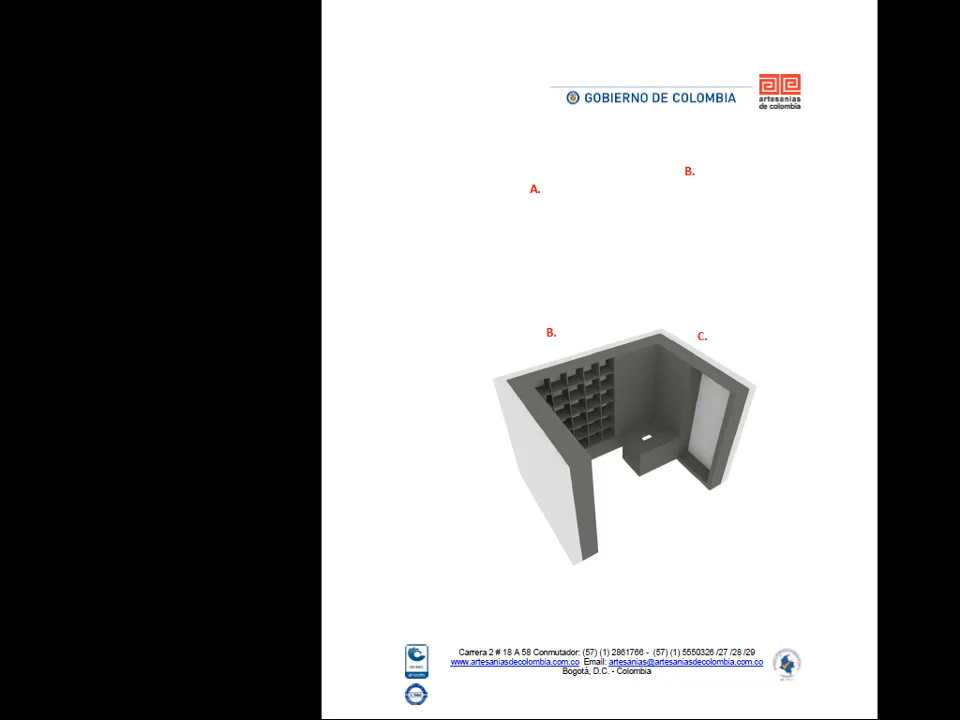 GOBIERNO DE COLOMBIA
artesanías
de colombia
B.
A.
B.
C.
Carrera 2 # 18 A 58 Conmutador: (57) (1) 2861766 - (57) (1) 5550326 /27 /28 /29
www.artesaniasdecolombia.com.co Email: artesanias@artesaniasdecolombia.com.co
Bogotá, D.C. - Colombia